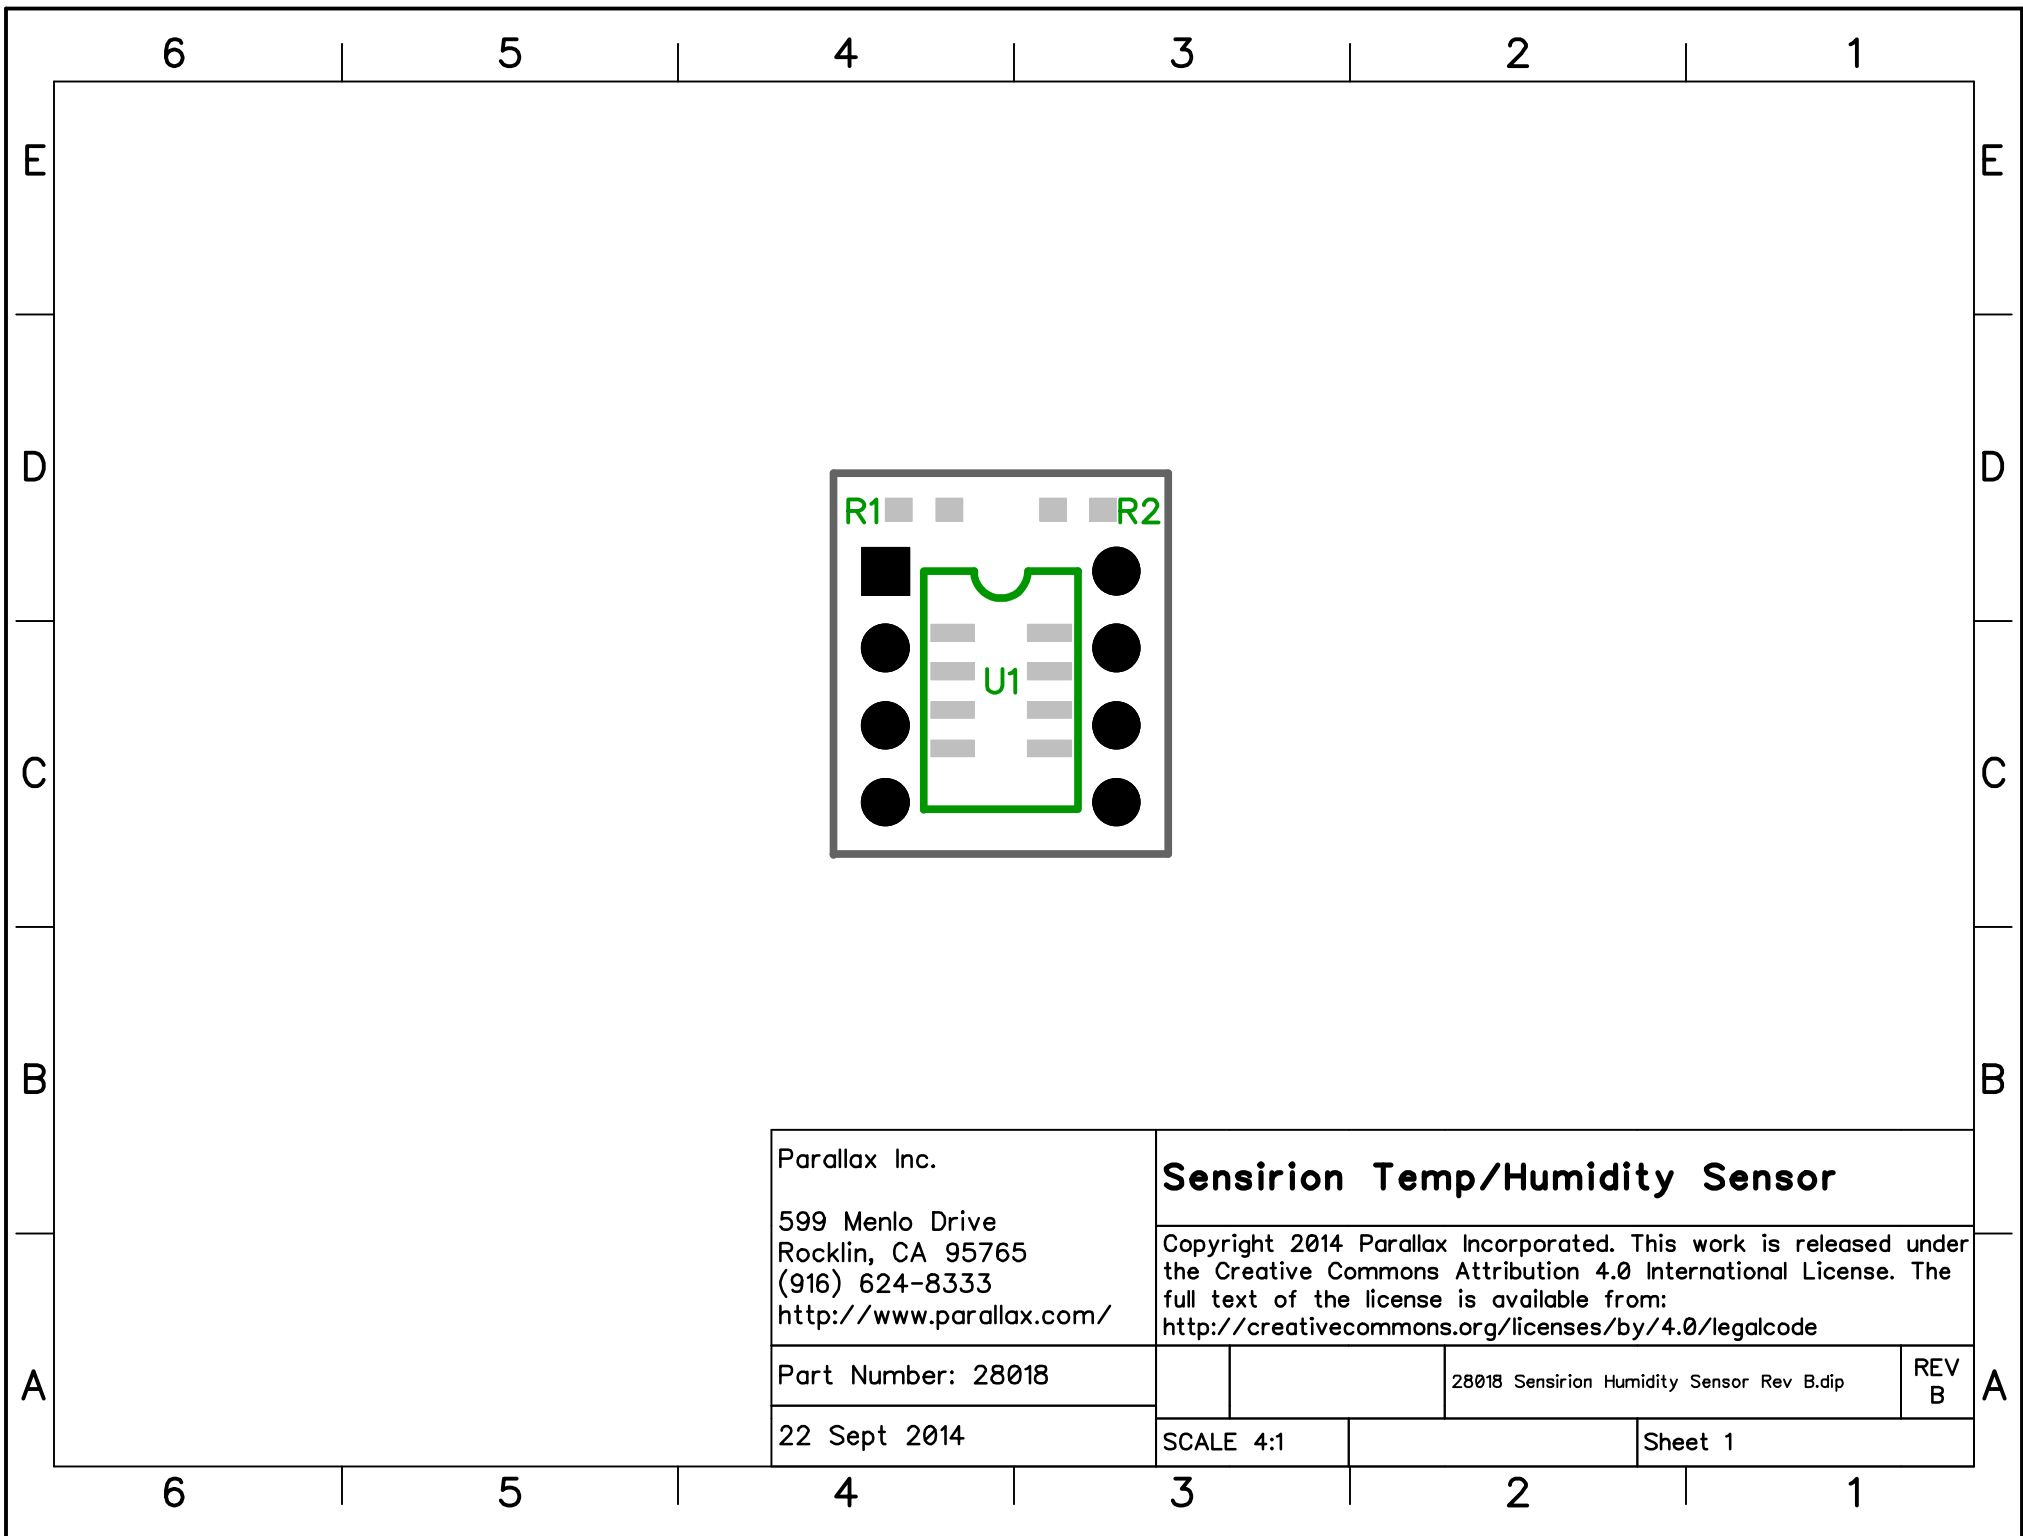 6 5 4 3 2 1
E E
D D
R1 R2
U1
C C
B B
Parallax Inc.
599 Menlo Drive
Rocklin, CA 95765
(916) 624-8333
http://www.parallax.com/
Part Number: 28018
22 Sept 2014
Sensirion Temp/Humidity Sensor
Copyright 2014 Parallax Incorporated. This work is released under
the Creative Commons Attribution 4.0 International License. The
full text of the license is available from:
http://creativecommons.org/licenses/by/4.0/legalcode
28018 Sensirion Humidity Sensor Rev B.dip
REV
B
SCALE 4:1
Sheet 1
A A
6 5 4 3 2 1